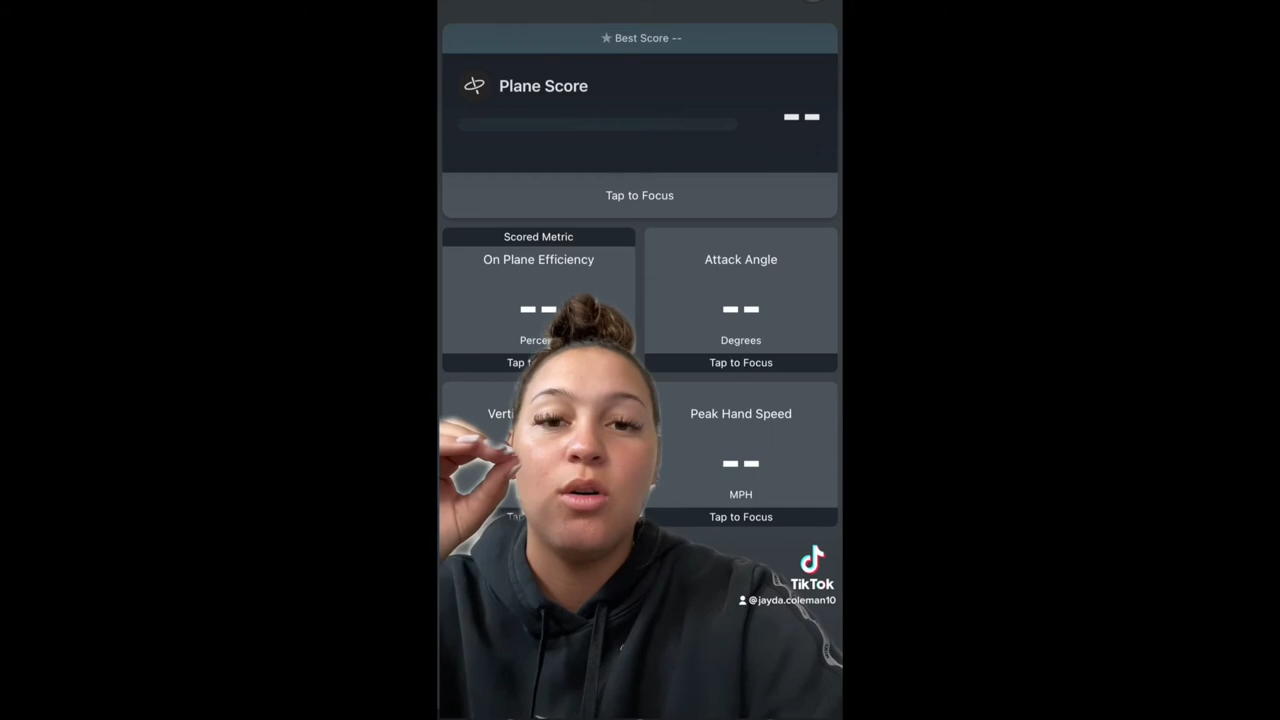 ★ Best Score --
Plane Score
--
Tap to Focus
Scored Metric
On Plane Efficiency
Attack Angle
--
--
Degrees
Tap to Focus
Peak Hand Speed
--
MPH
Tap to Focus
TikTok
@jayda.coleman10